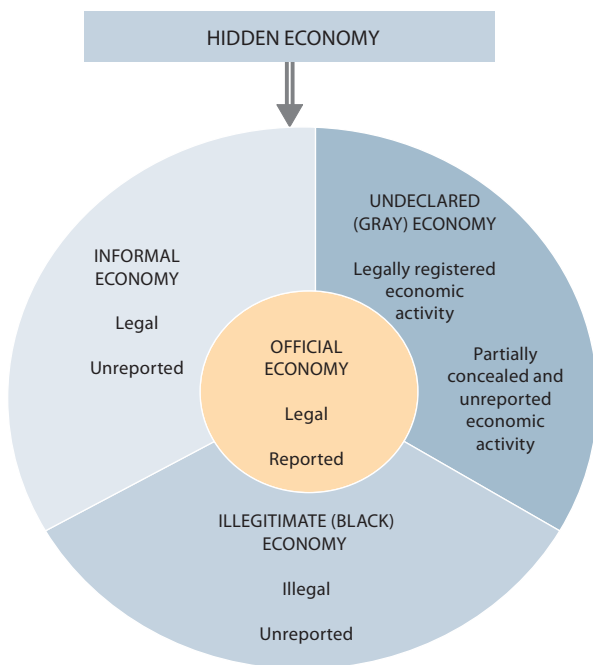 HIDDEN ECONOMY
UNDECLARED
(GRAY) ECONOMY
Legally registered
economic
activity
Partially
concealed and
unreported
economic
activity
INFORMAL
ECONOMY
Legal
Unreported
OFFICIAL
ECONOMY
Legal
Reported
ILLEGITIMATE (BLACK)
ECONOMY
Illegal
Unreported